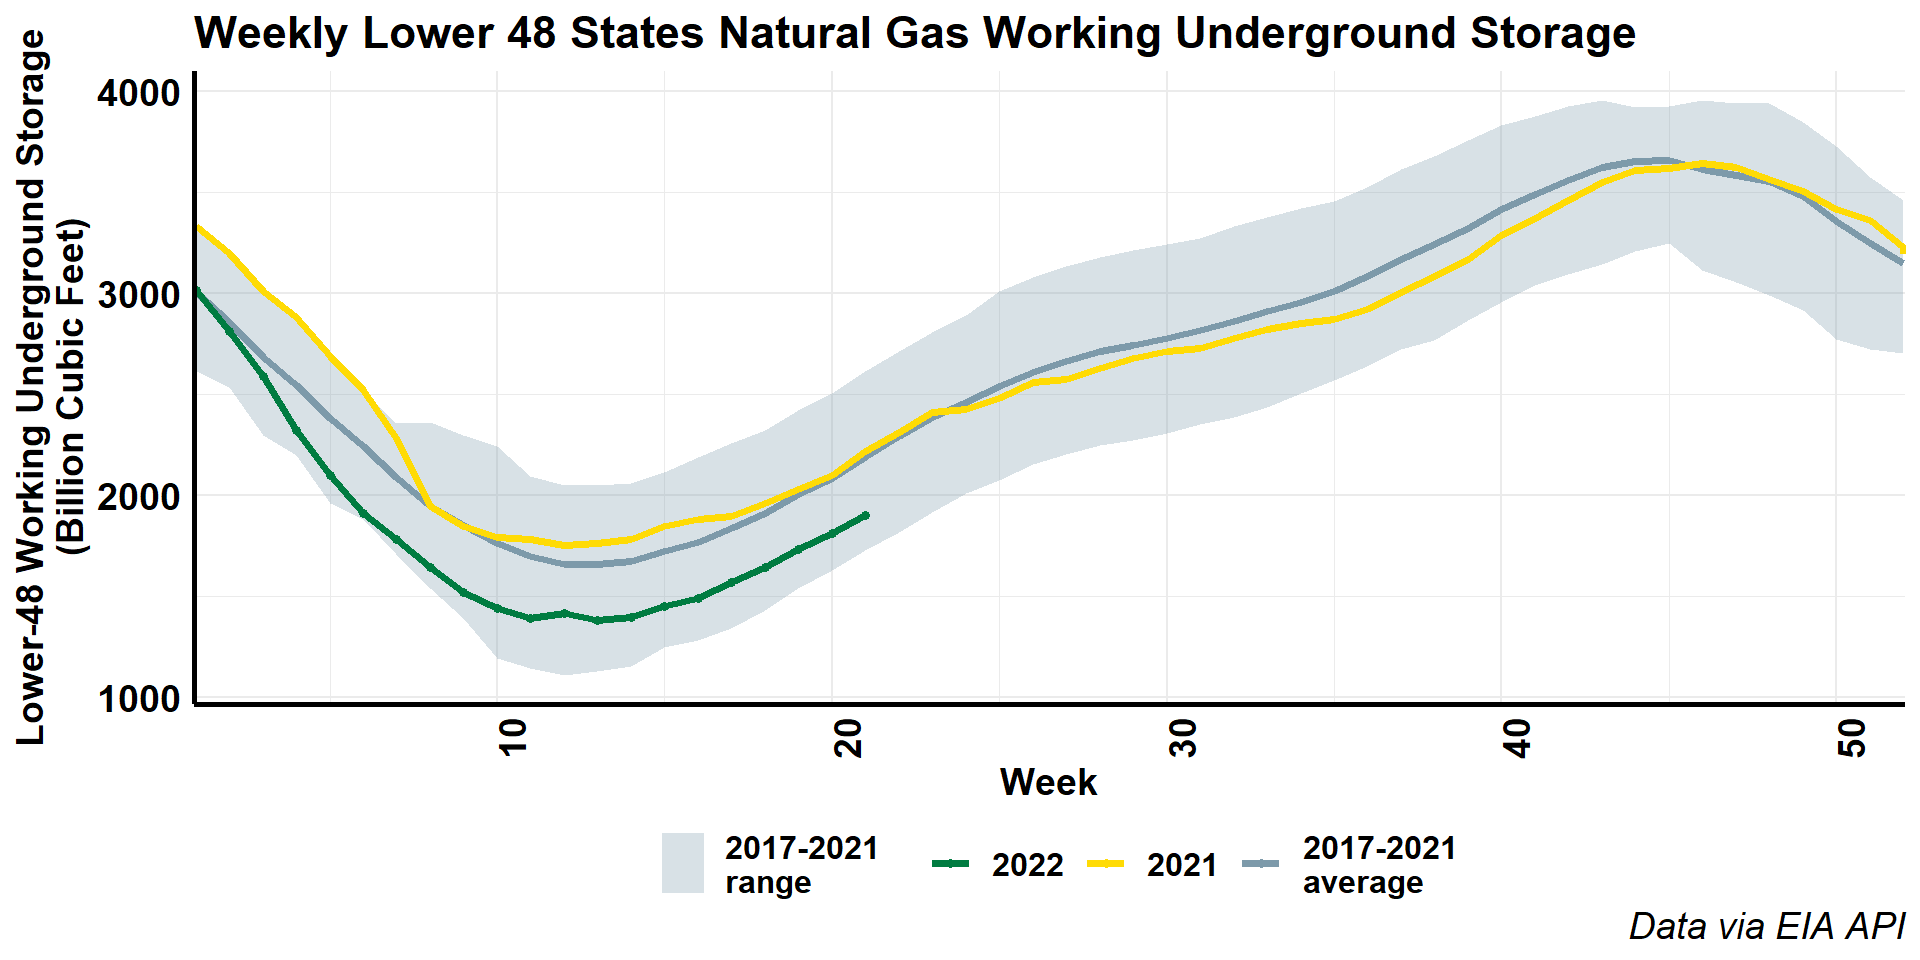 Weekly Lower 48 States Natural Gas Working Underground Storage
Lower-48 Working Underground Storage
(Billion Cubic Feet)
4000
3000
2000
1000
10
20
30
40
50
Week
2017-2021
range
2022
2021
2017-2021
average
Data via EIA API